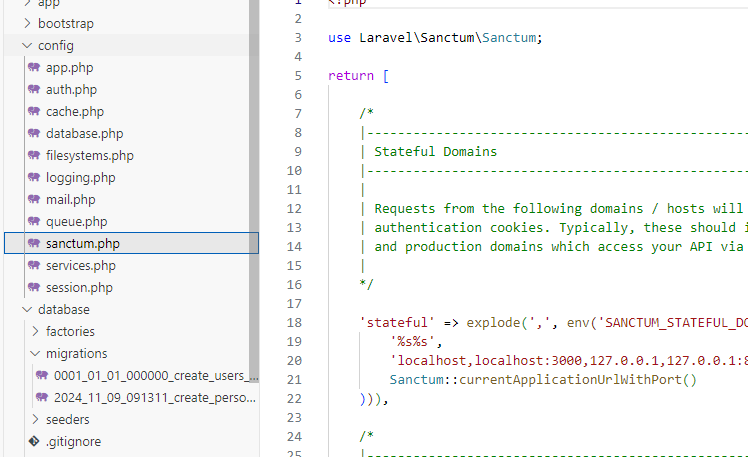 app
bootstrap
config
app.php
auth.php
cache.php
database.php
filesystems.php
logging.php
mail.php
queue.php
sanctum.php
services.php
session.php
database
factories
migrations
0001_01_01_000000_create_users_...
2024_11_09_091311_create_perso...
seeders
.gitignore
1 <?php
2
3 use Laravel\Sanctum\Sanctum;
4
5 return [
6
7 /*
8 |--------------------------------------------------
9 | Stateful Domains
10 |--------------------------------------------------
11 |
12 | Requests from the following domains / hosts will
13 | authentication cookies. Typically, these should
14 | and production domains which access your API via
15 |
16 */
17
18 'stateful' => explode(',', env('SANCTUM_STATEFUL_DO
19 '%s%s',
20 'localhost,localhost:3000,127.0.0.1,127.0.0.1:8
21 Sanctum::currentApplicationUrlWithPort()
22 ))),
23
24 /*
25 |--------------------------------------------------